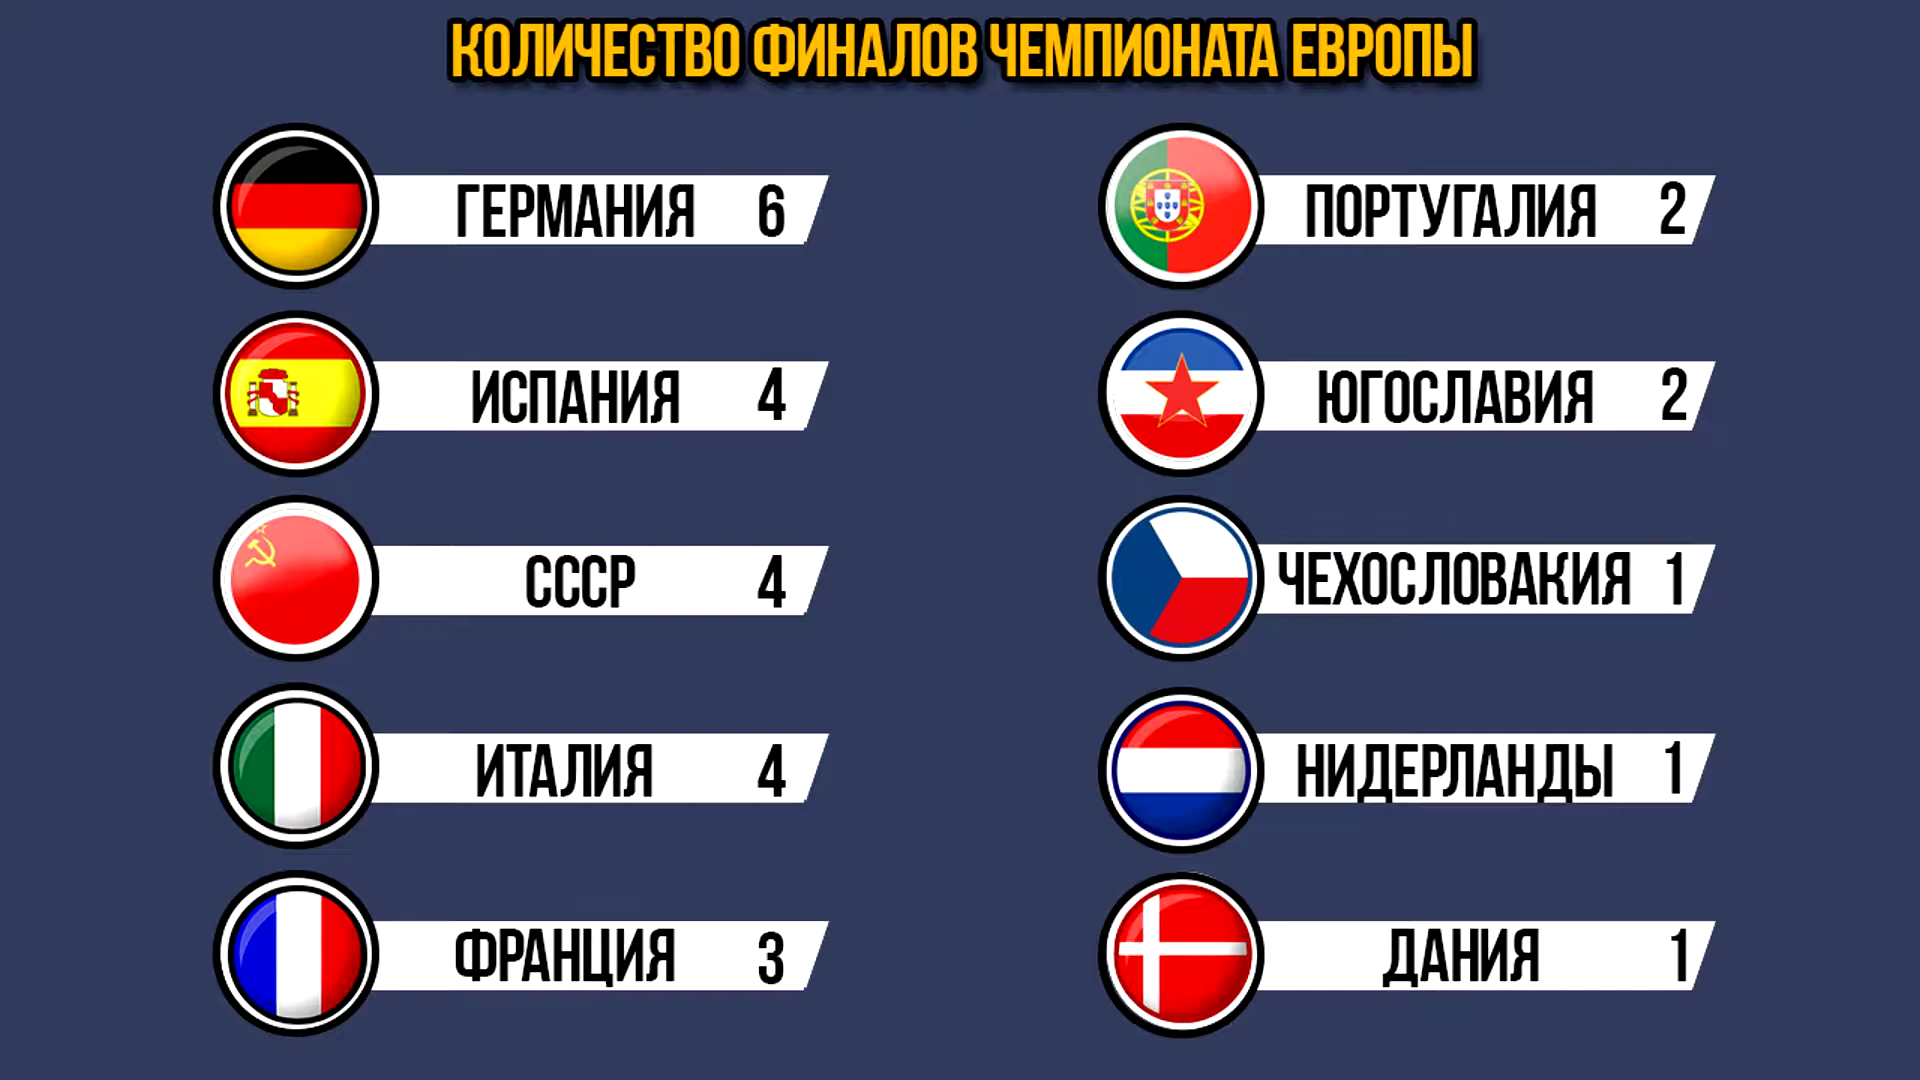 КОЛИЧЕСТВО ФИНАЛОВ ЧЕМПИОНАТА ЕВРОПЫ
ГЕРМАНИЯ 6
ИСПАНИЯ 4
СССР 4
ИТАЛИЯ 4
ФРАНЦИЯ 3
ПОРТУГАЛИЯ 2
ЮГОСЛАВИЯ 2
ЧЕХОСЛОВАКИЯ 1
НИДЕРЛАНДЫ 1
ДАНИЯ 1